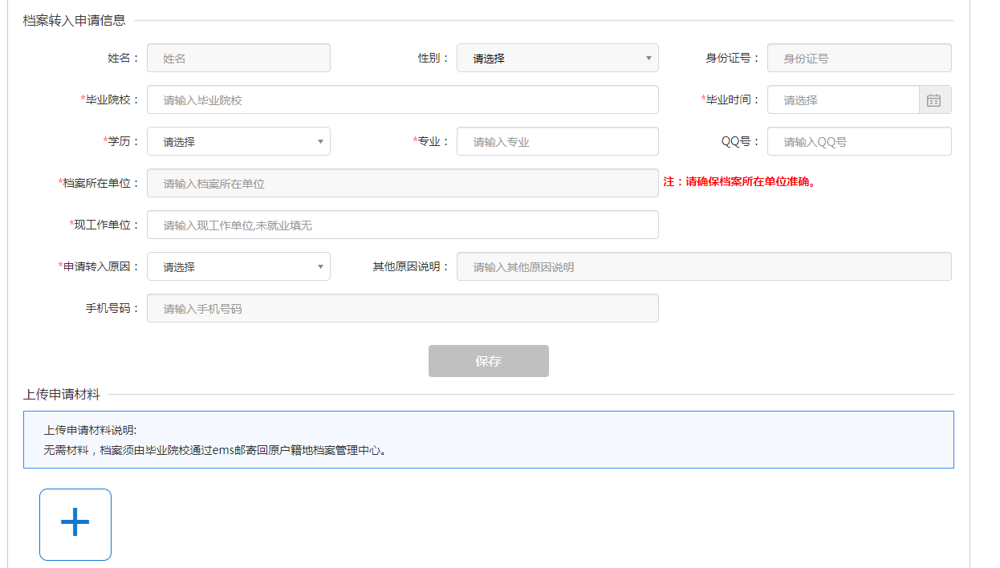 档案转入申请信息
姓名： 姓名 性别： 请选择 身份证号： 身份证号
*毕业院校： 请输入毕业院校 *毕业时间： 请选择
*学历： 请选择 *专业： 请输入专业 QQ号： 请输入QQ号
*档案所在单位： 请输入档案所在单位 注：请确保档案所在单位准确。
*现工作单位： 请输入现工作单位,未就业填无
*申请转入原因： 请选择 其他原因说明： 请输入其他原因说明
手机号码： 请输入手机号码
保存
上传申请材料
上传申请材料说明:
无需材料，档案须由毕业院校通过ems邮寄回原户籍地档案管理中心。